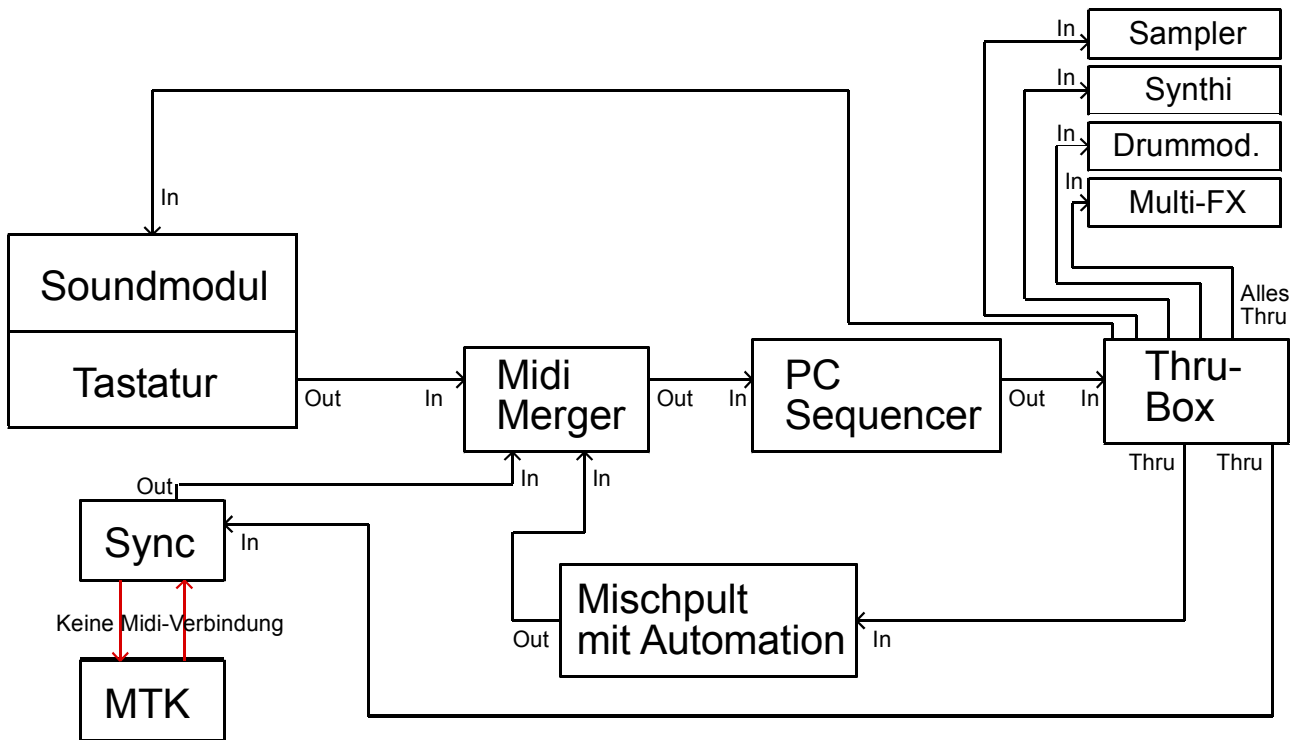 In
Sampler
In
Synthi
In
Drummod.
In
Multi-FX
In
Soundmodul
Alles
Thru
Tastatur
Out
In
Midi
Merger
Out
In
PC
Sequencer
Out
In
Thru-
Box
Thru
Thru
Out
In
In
Sync
In
Keine Midi-Verbindung
Mischpult
mit Automation
Out
In
MTK